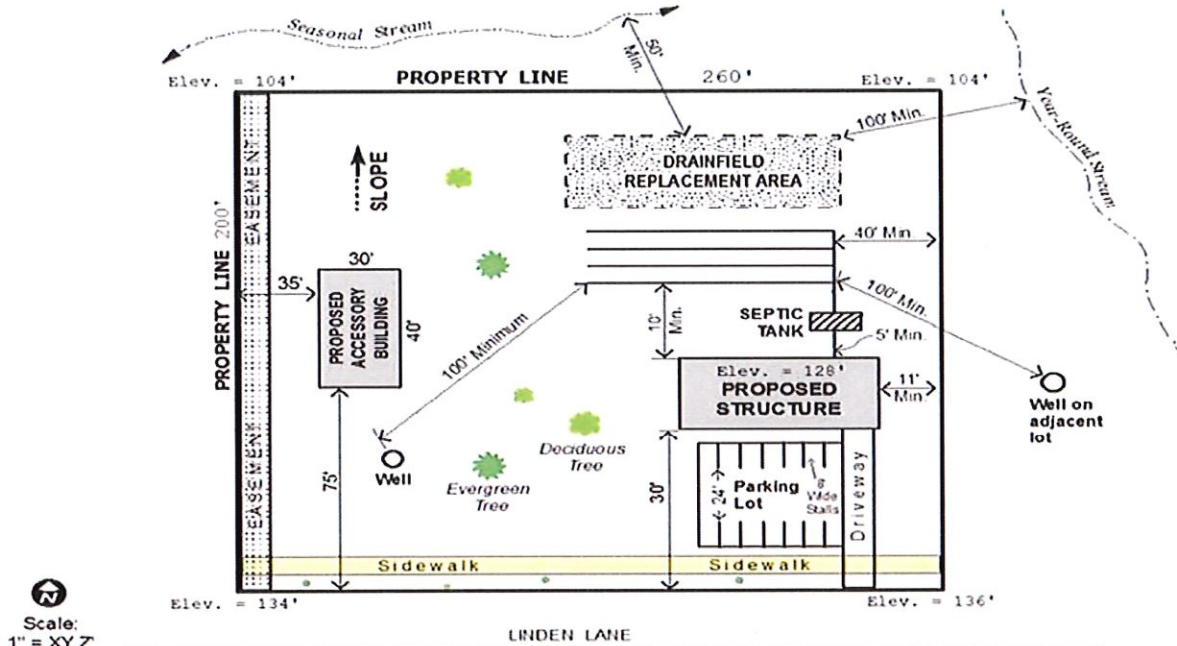 Seasonal Stream
50' Min.
Elev. = 104'
PROPERTY LINE 260'
Elev. = 104'
Year-Round Stream
100' Min.
EASEMENT
SLOPE
DRAINFIELD
REPLACEMENT AREA
PROPERTY LINE 200'
40' Min.
30'
35'
PROPOSED
ACCESSORY
BUILDING
40'
100' Minimum
10' Min.
SEPTIC
TANK
100' Min.
5' Min.
Elev. = 128'
PROPOSED
STRUCTURE
11'
Min.
Well on
adjacent
lot
Deciduous
Tree
Well
Evergreen
Tree
75'
EASEMENT
30'
24'
Parking
Lot
8'
Wide
Stalls
Driveway
Sidewalk
Sidewalk
Elev. = 134'
Elev. = 136'
N
Scale:
1" = XY Z'
LINDEN LANE